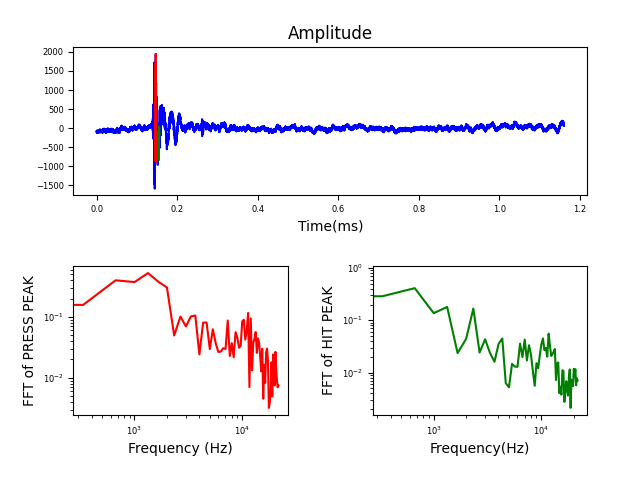 Amplitude
2000
1500
1000
500
0
−500
−1000
−1500
0.0 0.2 0.4 0.6 0.8 1.0 1.2
Time(ms)
FFT of PRESS PEAK
10⁻¹
10⁻²
10³ 10⁴
Frequency (Hz)
FFT of HIT PEAK
10⁰
10⁻¹
10⁻²
10³ 10⁴
Frequency(Hz)